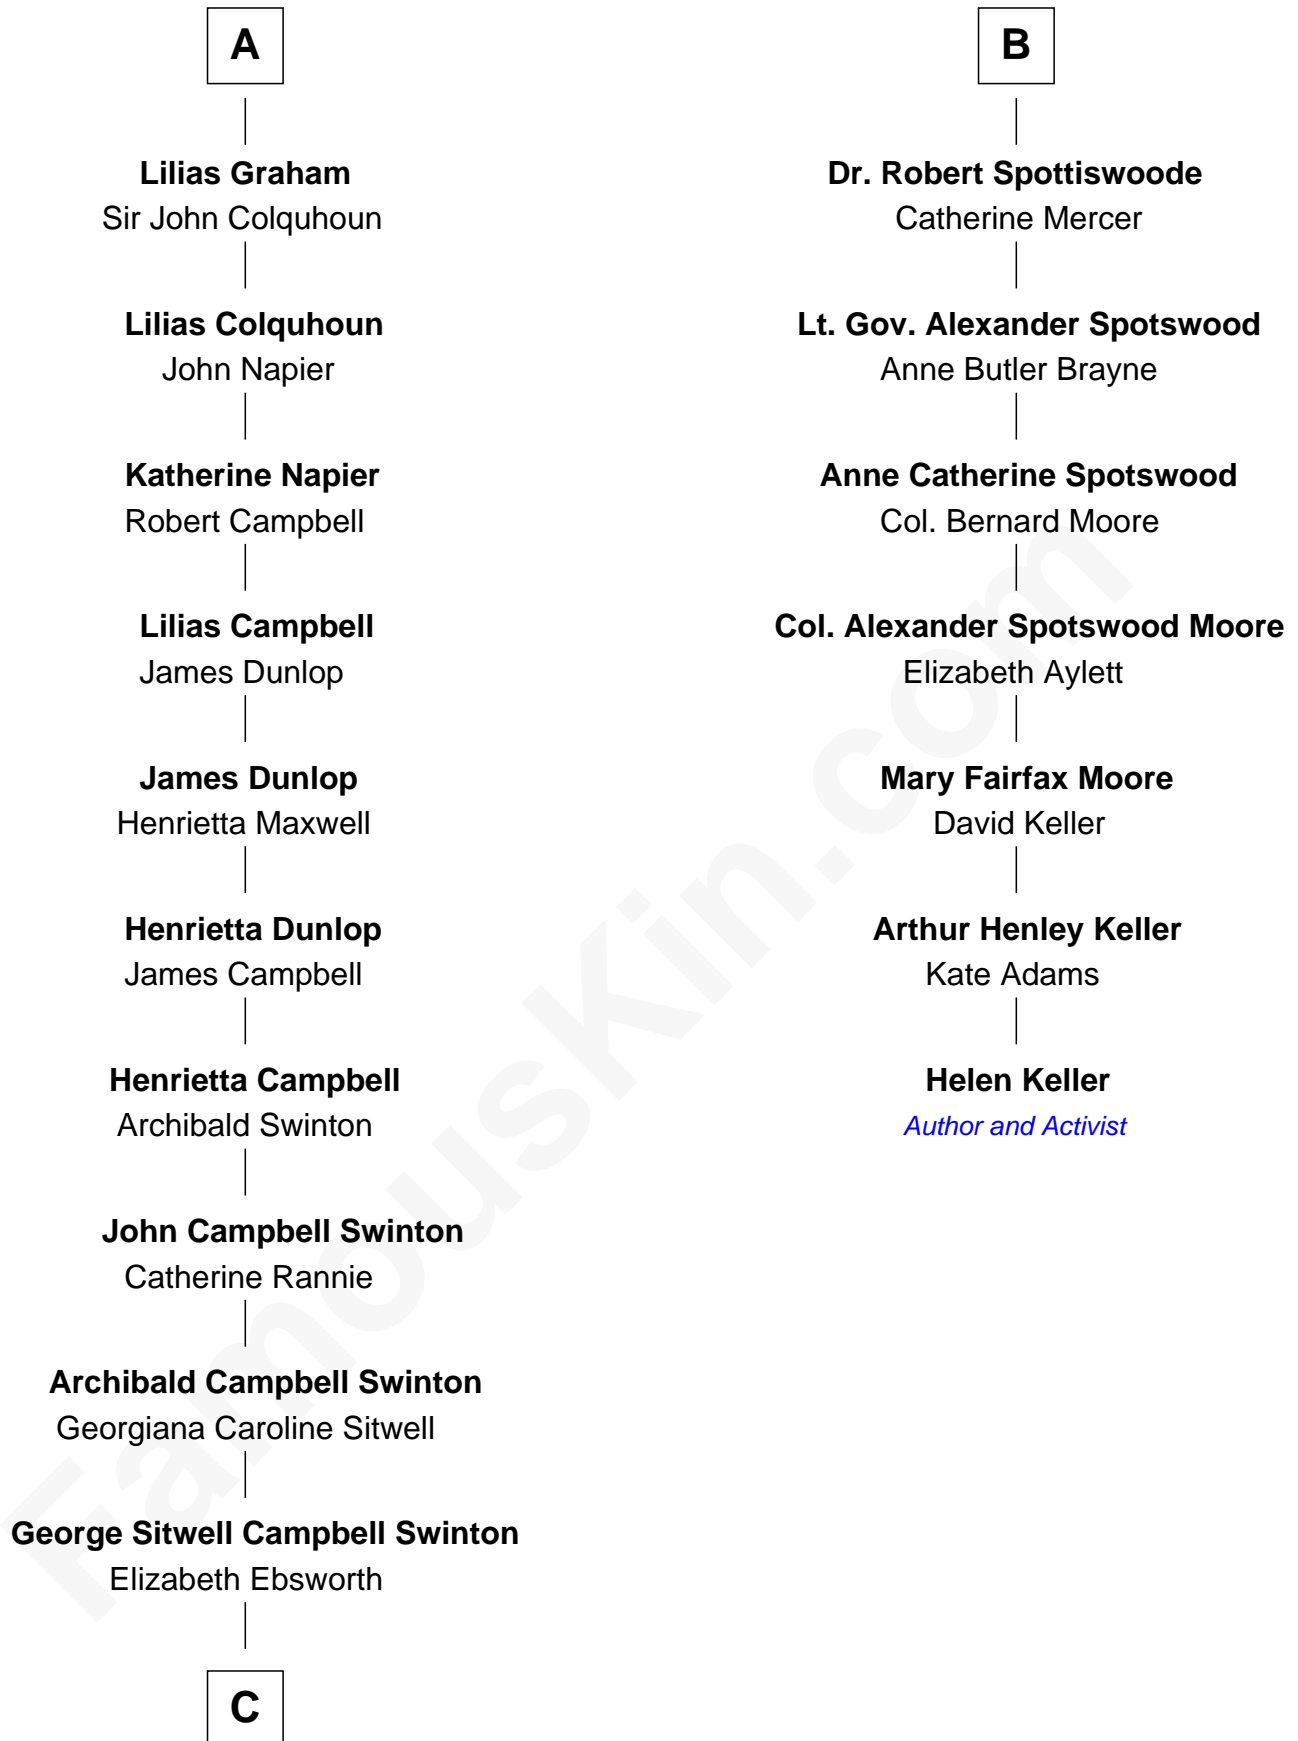 A
Lilias Graham
Sir John Colquhoun
Lilias Colquhoun
John Napier
Katherine Napier
Robert Campbell
Lilias Campbell
James Dunlop
James Dunlop
Henrietta Maxwell
Henrietta Dunlop
James Campbell
Henrietta Campbell
Archibald Swinton
John Campbell Swinton
Catherine Rannie
Archibald Campbell Swinton
Georgiana Caroline Sitwell
George Sitwell Campbell Swinton
Elizabeth Ebsworth
C
B
Dr. Robert Spottiswoode
Catherine Mercer
Lt. Gov. Alexander Spotswood
Anne Butler Brayne
Anne Catherine Spotswood
Col. Bernard Moore
Col. Alexander Spotswood Moore
Elizabeth Aylett
Mary Fairfax Moore
David Keller
Arthur Henley Keller
Kate Adams
Helen Keller
Author and Activist
FamousKin.com